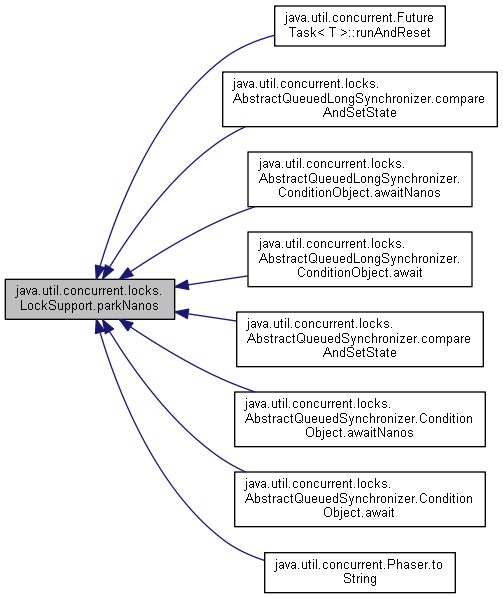 java.util.concurrent.Future
Task< T >::runAndReset
java.util.concurrent.locks.
AbstractQueuedLongSynchronizer.compare
AndSetState
java.util.concurrent.locks.
AbstractQueuedLongSynchronizer.
ConditionObject.awaitNanos
java.util.concurrent.locks.
AbstractQueuedLongSynchronizer.
ConditionObject.await
java.util.concurrent.locks.
LockSupport.parkNanos
java.util.concurrent.locks.
AbstractQueuedSynchronizer.compare
AndSetState
java.util.concurrent.locks.
AbstractQueuedSynchronizer.Condition
Object.awaitNanos
java.util.concurrent.locks.
AbstractQueuedSynchronizer.Condition
Object.await
java.util.concurrent.Phaser.to
String